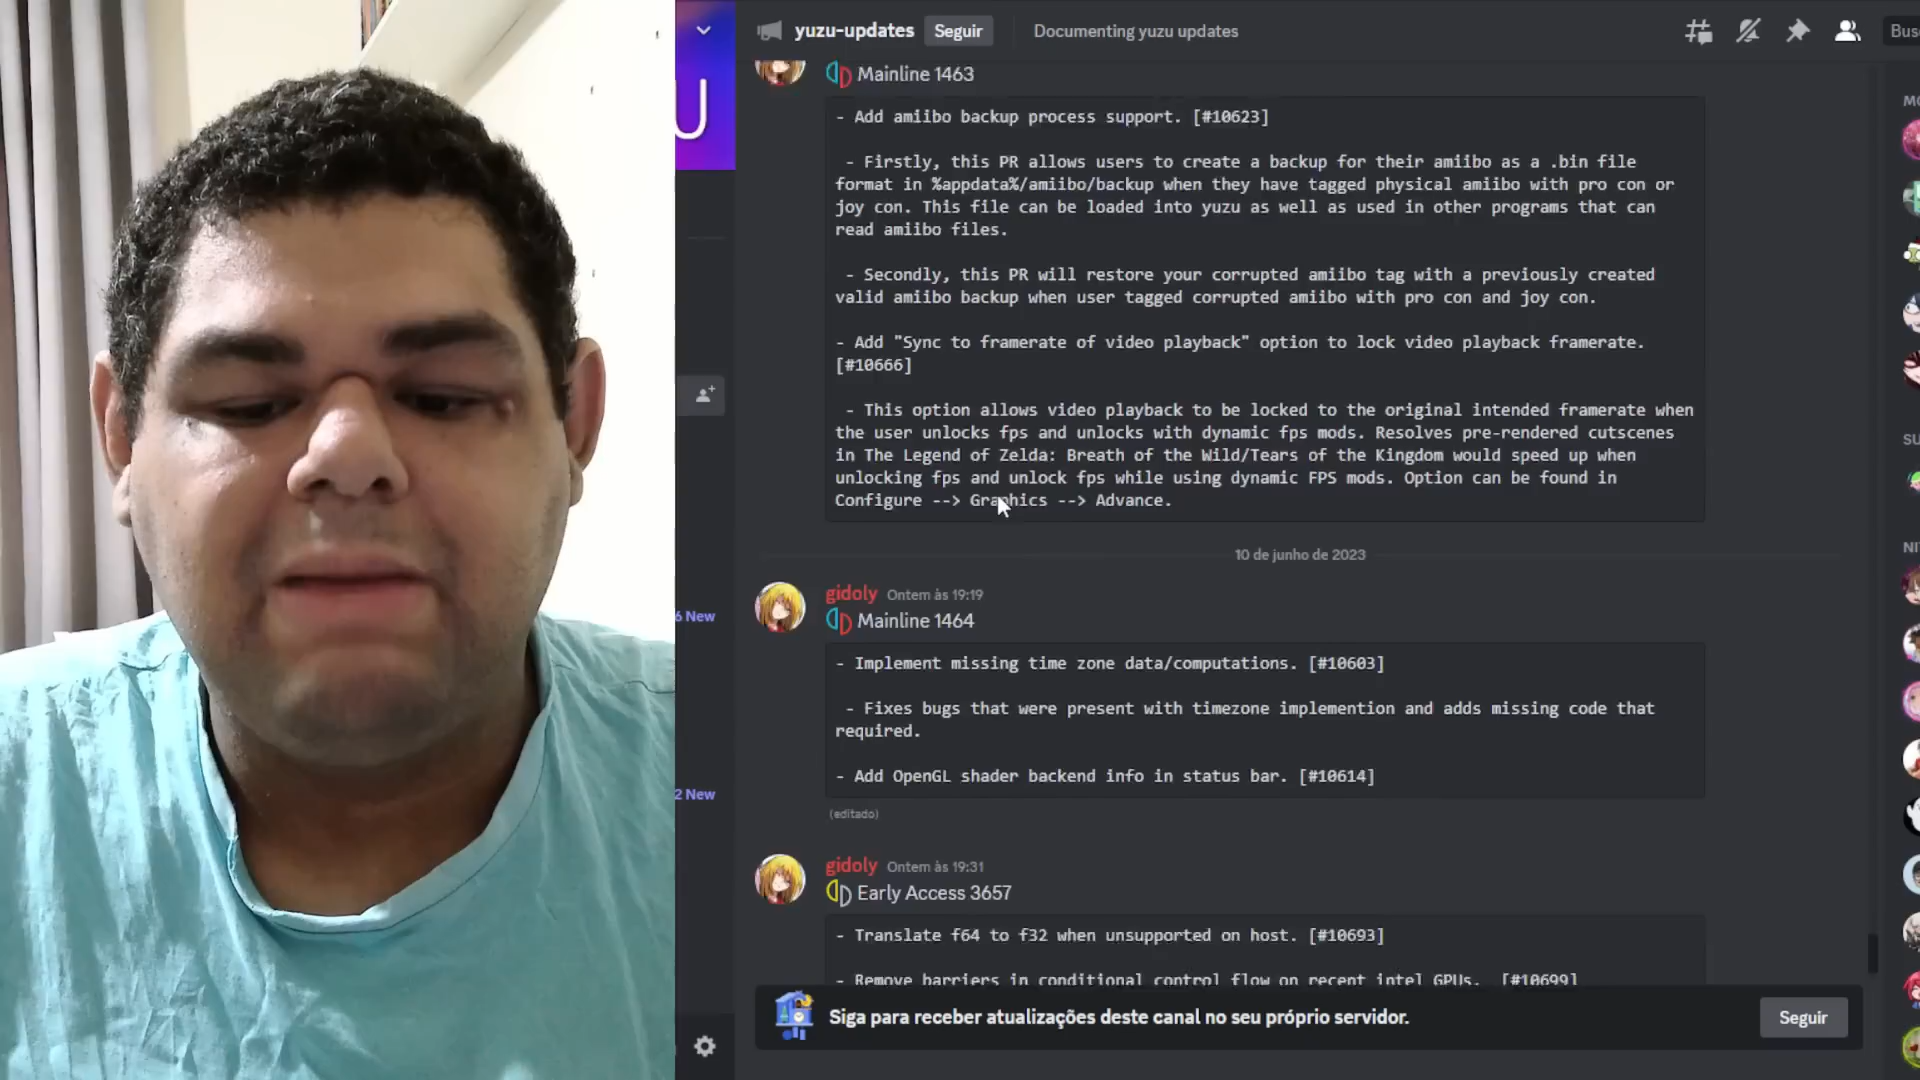 yuzu-updates
Seguir
Documenting yuzu updates
Busc
U
Mainline 1463
- Add amiibo backup process support. [#10623]
- Firstly, this PR allows users to create a backup for their amiibo as a .bin file
format in %appdata%/amiibo/backup when they have tagged physical amiibo with pro con or
joy con. This file can be loaded into yuzu as well as used in other programs that can
read amiibo files.
- Secondly, this PR will restore your corrupted amiibo tag with a previously created
valid amiibo backup when user tagged corrupted amiibo with pro con and joy con.
- Add "Sync to framerate of video playback" option to lock video playback framerate.
[#10666]
- This option allows video playback to be locked to the original intended framerate when
the user unlocks fps and unlocks with dynamic fps mods. Resolves pre-rendered cutscenes
in The Legend of Zelda: Breath of the Wild/Tears of the Kingdom would speed up when
unlocking fps and unlock fps while using dynamic FPS mods. Option can be found in
Configure --> Graphics --> Advance.
10 de junho de 2023
gidoly Ontem às 19:19
Mainline 1464
6 New
- Implement missing time zone data/computations. [#10603]
- Fixes bugs that were present with timezone implemention and adds missing code that
required.
- Add OpenGL shader backend info in status bar. [#10614]
2 New
(editado)
gidoly Ontem às 19:31
Early Access 3657
- Translate f64 to f32 when unsupported on host. [#10693]
- Remove barriers in conditional control flow on recent intel GPUs. [#10699]
Siga para receber atualizações deste canal no seu próprio servidor.
Seguir